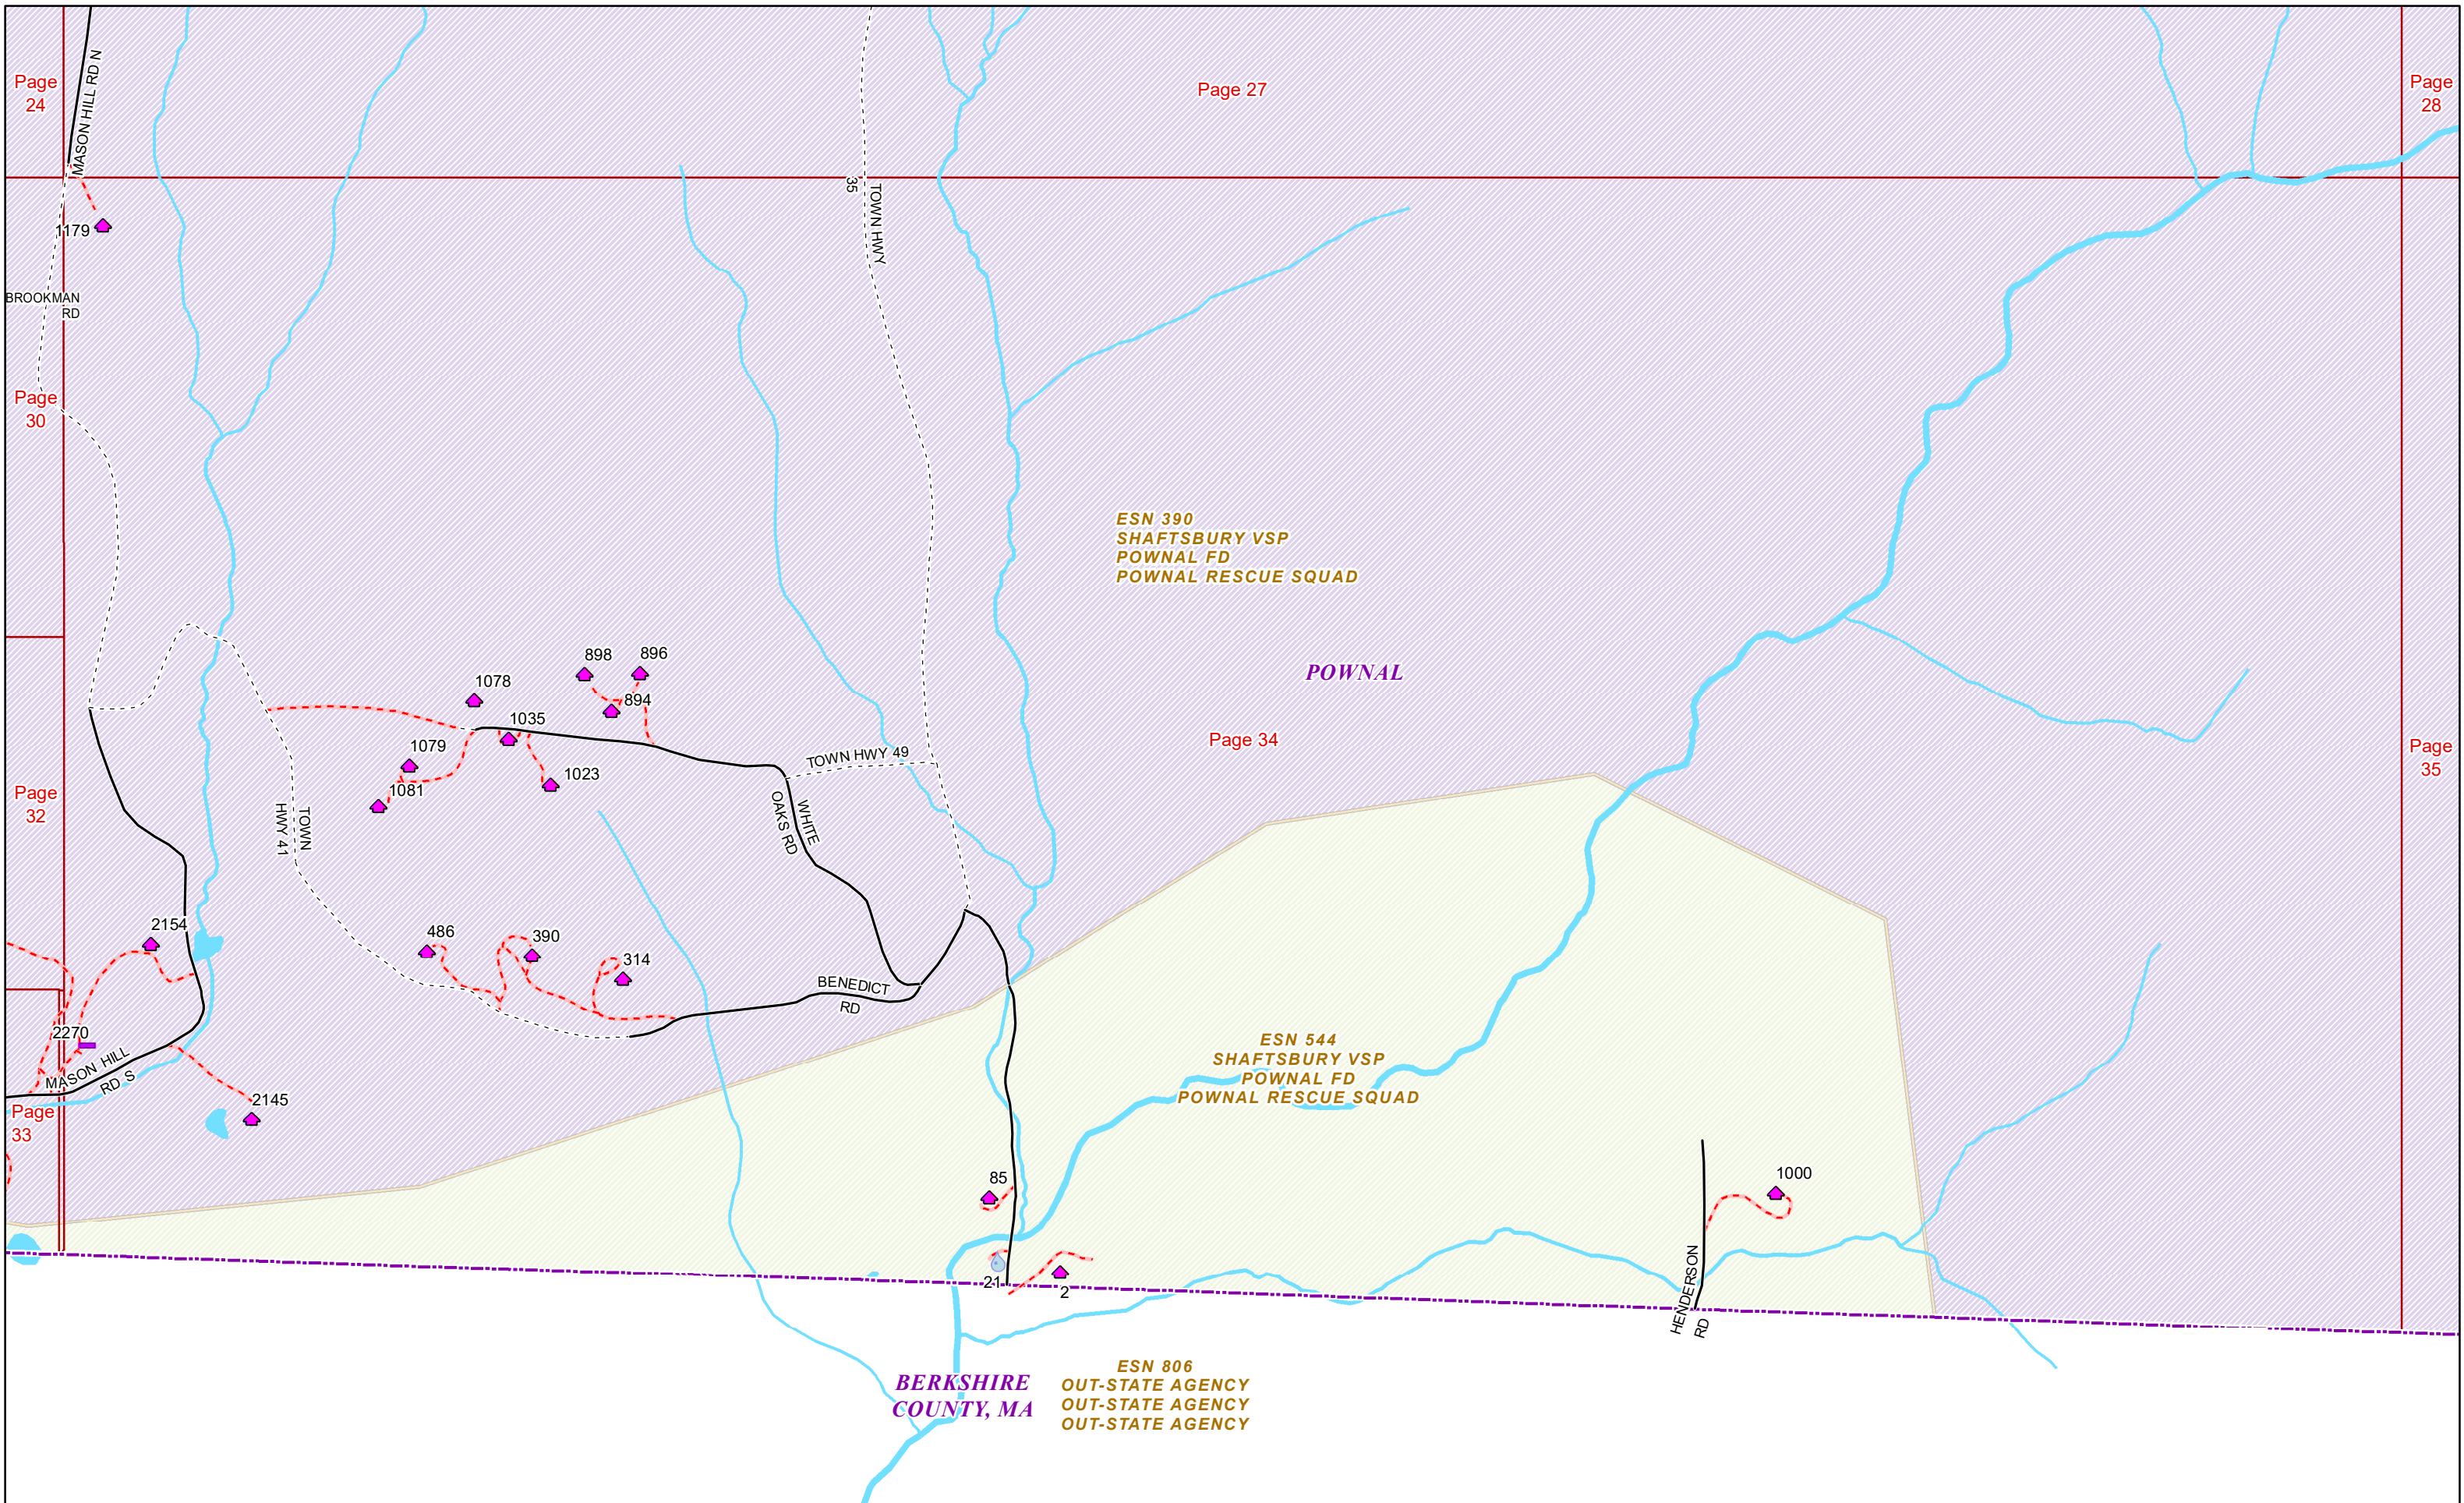 Page
24
MASON HILL RD N
Page 27
Page
28
1179
35
TOWN HWY
BROOKMAN
RD
Page
30
ESN 390
SHAFTSBURY VSP
POWNAL FD
POWNAL RESCUE SQUAD
898
896
1078
894
POWNAL
1035
1079
1023
1081
TOWN HWY 49
Page 34
Page
35
Page
32
TOWN
HWY 41
WHITE
OAKS RD
2154
486
390
314
BENEDICT
RD
2270
MASON HILL
RD S
2145
Page
33
ESN 544
SHAFTSBURY VSP
POWNAL FD
POWNAL RESCUE SQUAD
85
1000
21
2
HENDERSON
RD
BERKSHIRE
COUNTY, MA
ESN 806
OUT-STATE AGENCY
OUT-STATE AGENCY
OUT-STATE AGENCY